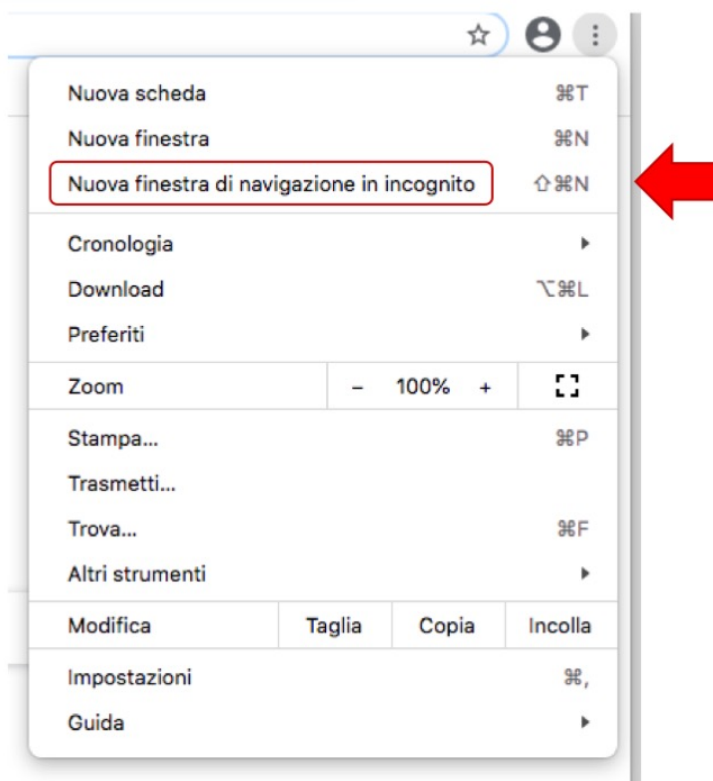 Nuova scheda ⌘T
Nuova finestra ⌘N
Nuova finestra di navigazione in incognito ⇧⌘N
Cronologia
Download ⌥⌘L
Preferiti
Zoom - 100% +
Stampa... ⌘P
Trasmetti...
Trova... ⌘F
Altri strumenti
Modifica Taglia Copia Incolla
Impostazioni ⌘,
Guida